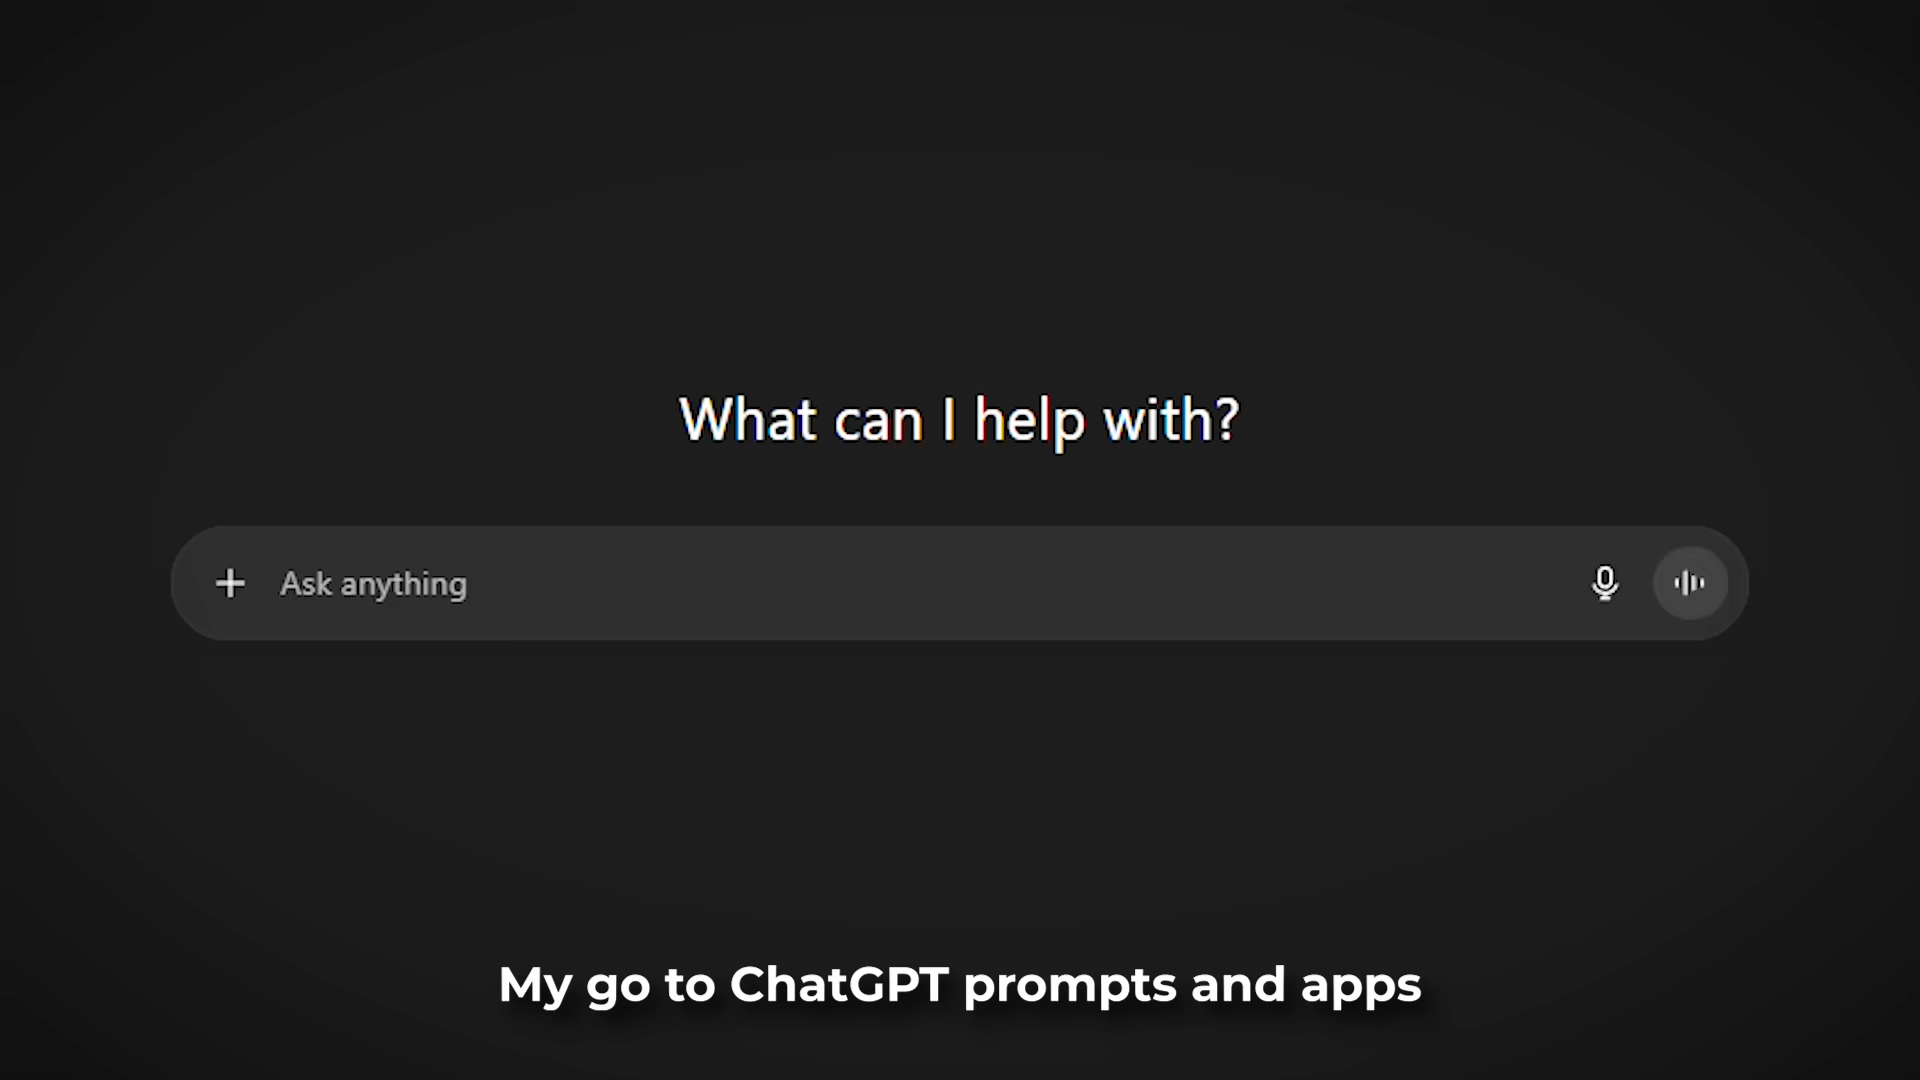 What can I help with?
Ask anything
My go to ChatGPT prompts and apps